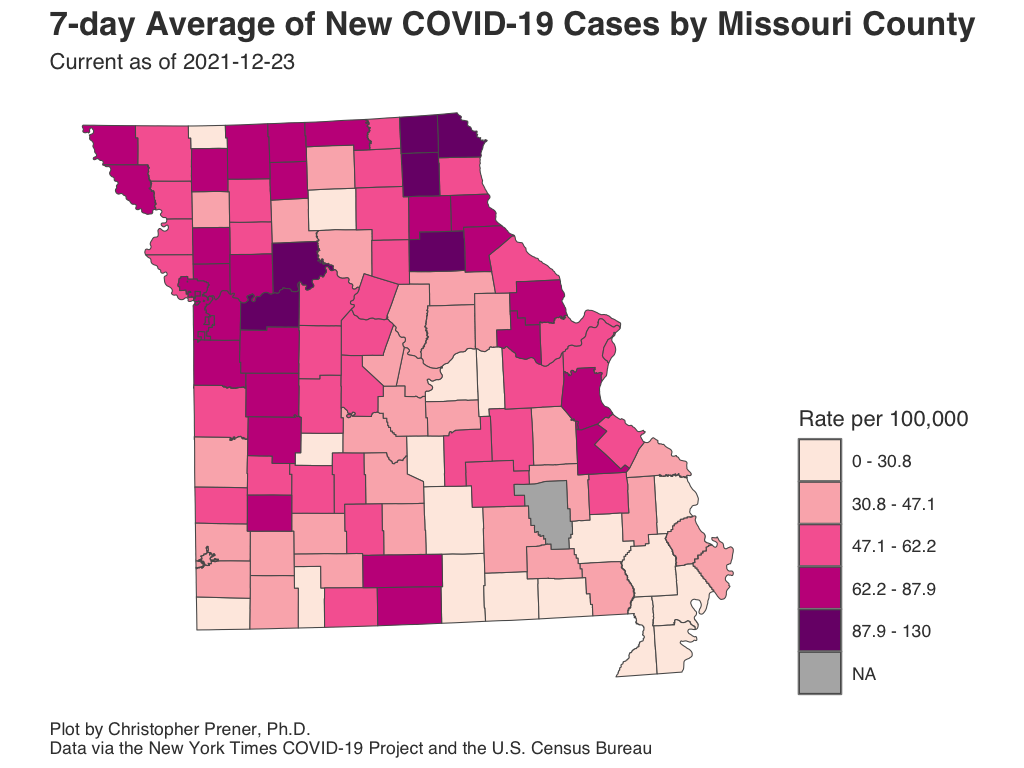 7-day Average of New COVID-19 Cases by Missouri County
Current as of 2021-12-23
Rate per 100,000
0 - 30.8
30.8 - 47.1
47.1 - 62.2
62.2 - 87.9
87.9 - 130
NA
Plot by Christopher Prener, Ph.D.
Data via the New York Times COVID-19 Project and the U.S. Census Bureau